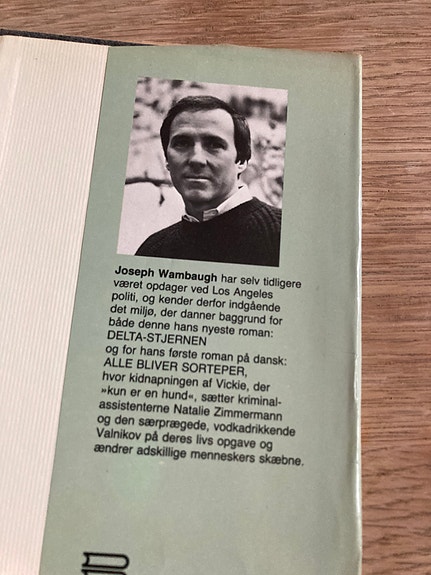 Joseph Wambaugh har selv tidligere
været opdager ved Los Angeles
politi, og kender derfor indgående
det miljø, der danner baggrund for
både denne hans nyeste roman:
DELTA-STJERNEN
og for hans første roman på dansk:
ALLE BLIVER SORTEPER,
hvor kidnapningen af Vickie, der
»kun er en hund«, sætter kriminal-
assistenterne Natalie Zimmermann
og den særprægede, vodkadrikkende
Valnikov på deres livs opgave og
ændrer adskillige menneskers skæbne.